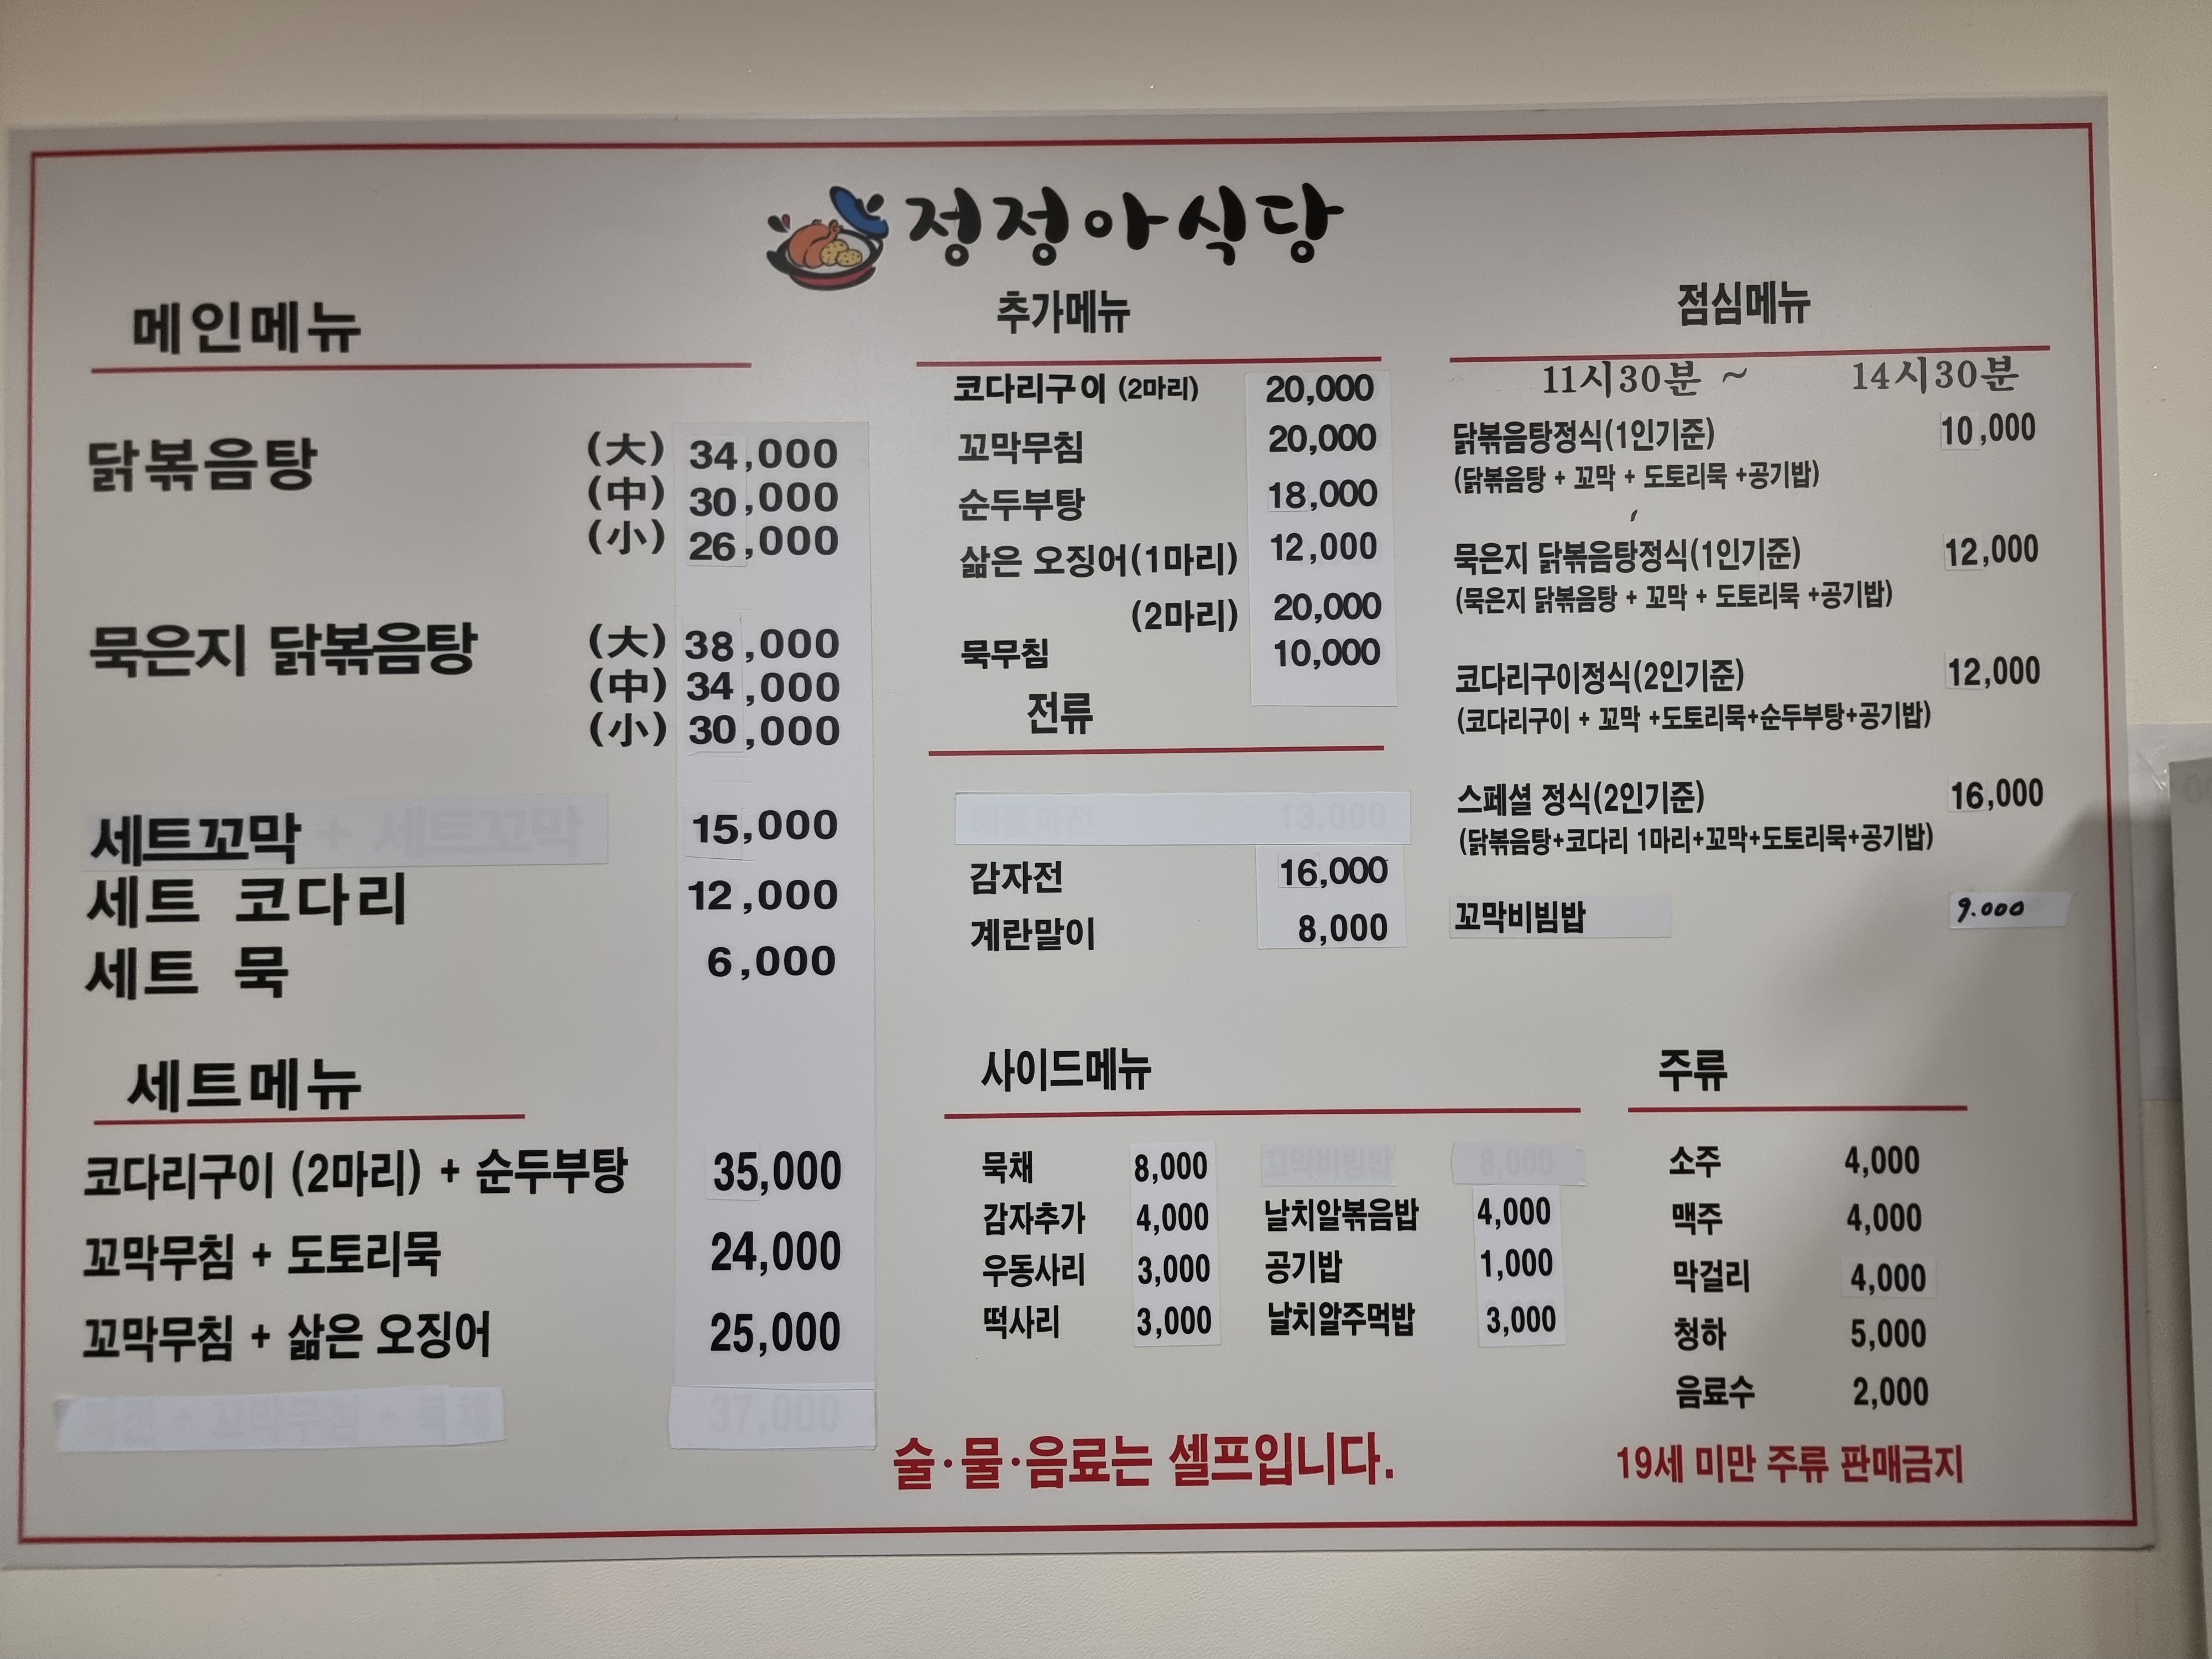 정정아식당
메인메뉴
닭볶음탕 (大) 34,000
(中) 30,000
(小) 26,000
묵은지 닭볶음탕 (大) 38,000
(中) 34,000
(小) 30,000
세트꼬막 15,000
세트 코다리 12,000
세트 묵 6,000
세트메뉴
코다리구이 (2마리) + 순두부탕 35,000
꼬막무침 + 도토리묵 24,000
꼬막무침 + 삶은 오징어 25,000
37,000
추가메뉴
코다리구이 (2마리) 20,000
꼬막무침 20,000
순두부탕 18,000
삶은 오징어(1마리) 12,000
(2마리) 20,000
묵무침 10,000
전류
해물파전 13,000
감자전 16,000
계란말이 8,000
점심메뉴
11시30분 ~ 14시30분
닭볶음탕정식(1인기준) 10,000
(닭볶음탕 + 꼬막 + 도토리묵 +공기밥)
묵은지 닭볶음탕정식(1인기준) 12,000
(묵은지 닭볶음탕 + 꼬막 + 도토리묵 +공기밥)
코다리구이정식(2인기준) 12,000
(코다리구이 + 꼬막 +도토리묵+순두부탕+공기밥)
스페셜 정식(2인기준) 16,000
(닭볶음탕+코다리 1마리+꼬막+도토리묵+공기밥)
꼬막비빔밥 9.000
사이드메뉴
묵채 8,000 꼬막비빔밥 8,000
감자추가 4,000 날치알볶음밥 4,000
우동사리 3,000 공기밥 1,000
떡사리 3,000 날치알주먹밥 3,000
주류
소주 4,000
맥주 4,000
막걸리 4,000
청하 5,000
음료수 2,000
술·물·음료는 셀프입니다.
19세 미만 주류 판매금지